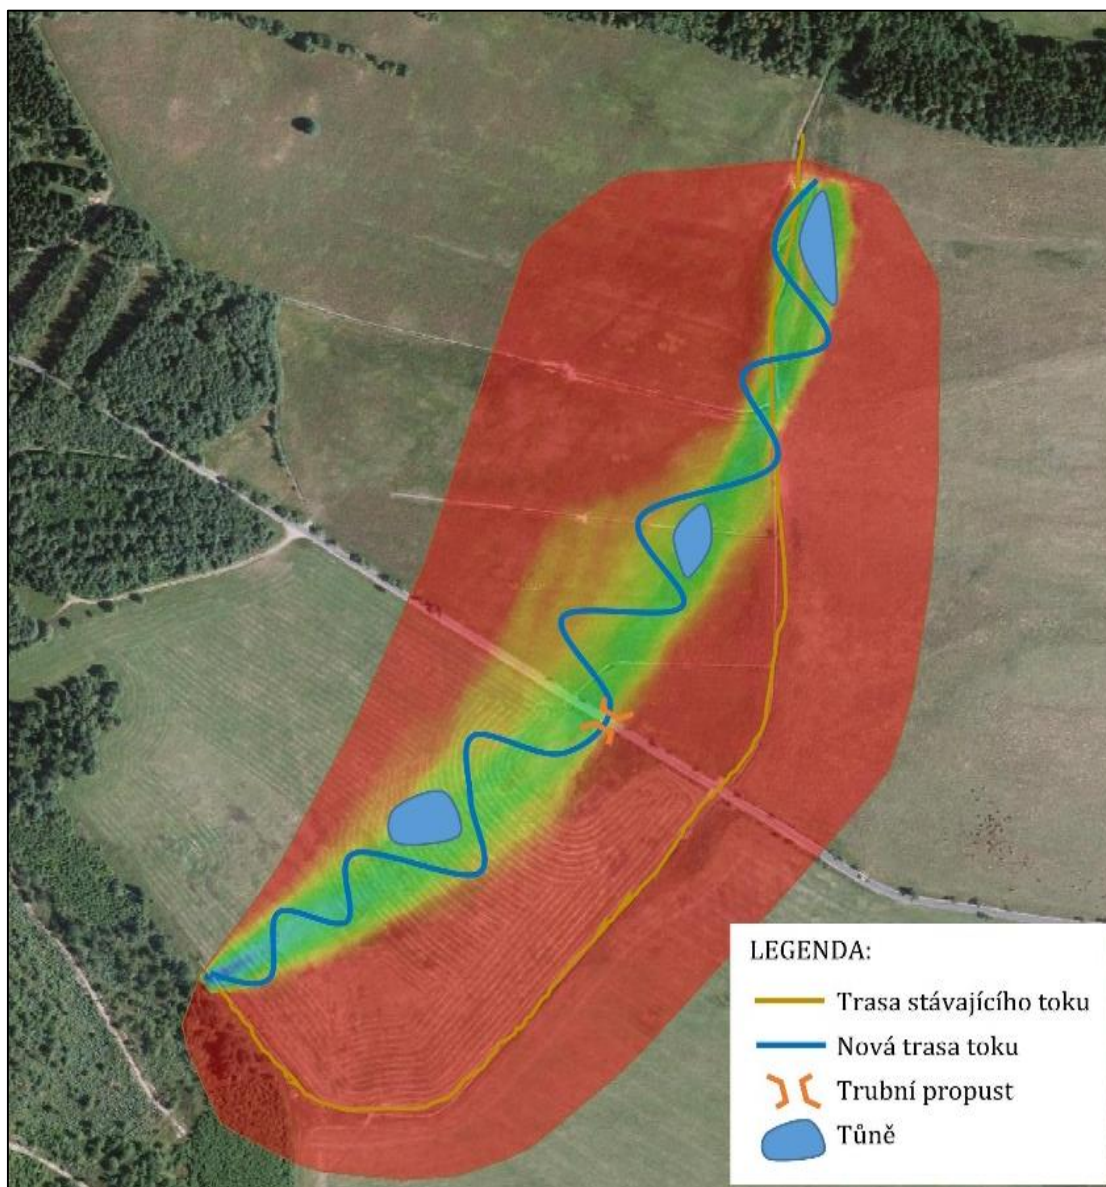 LEGENDA:
Trasa stávajícího toku
Nová trasa toku
Trubní propust
Tůně